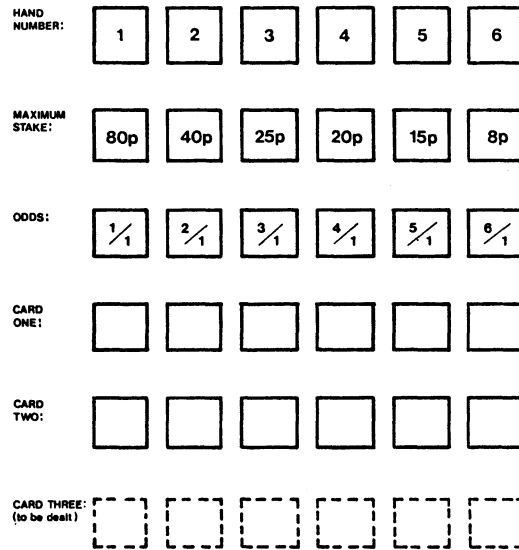 HAND
NUMBER: 1 2 3 4 5 6
MAXIMUM
STAKE: 80p 40p 25p 20p 15p 8p
ODDS: 1/1 2/1 3/1 4/1 5/1 6/1
CARD
ONE:
CARD
TWO:
CARD THREE:
(to be dealt)